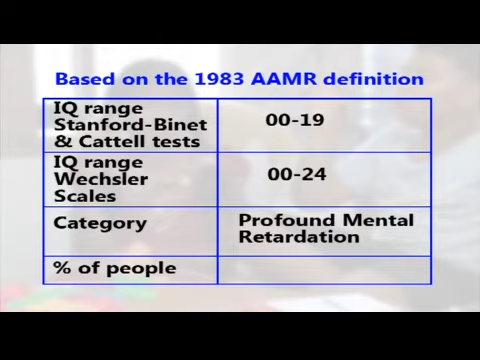 Based on the 1983 AAMR definition
IQ range
Stanford-Binet
& Cattell tests
00-19
IQ range
Wechsler
Scales
00-24
Category
Profound Mental
Retardation
% of people